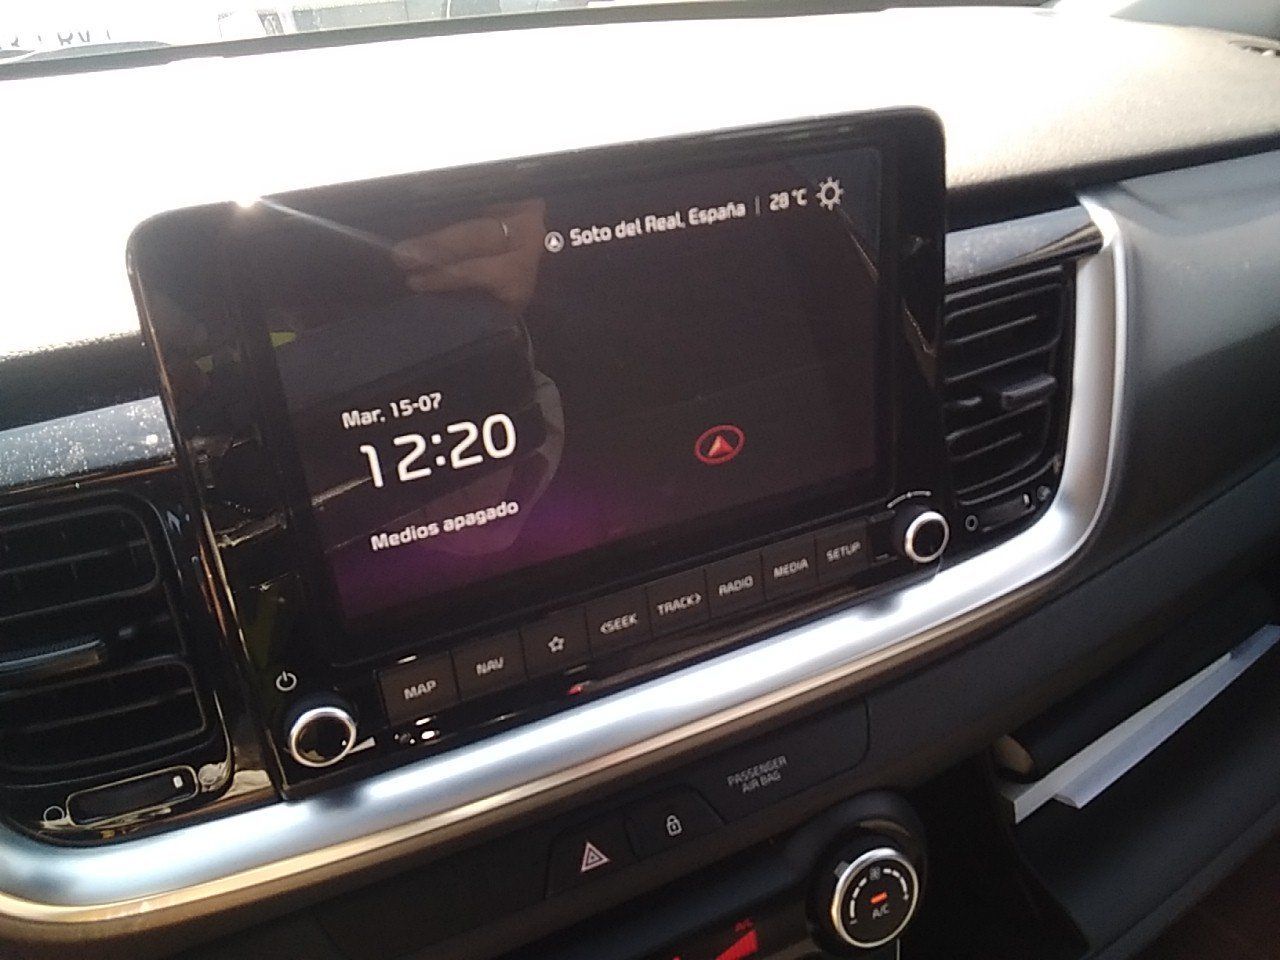 Soto del Real, España | 28 °C
Mar. 15-07
12:20
Medios apagado
MAP
NAV
<SEEK
TRACK>
RADIO
MEDIA
SETUP
PASSENGER
AIR BAG
A/C
A/C